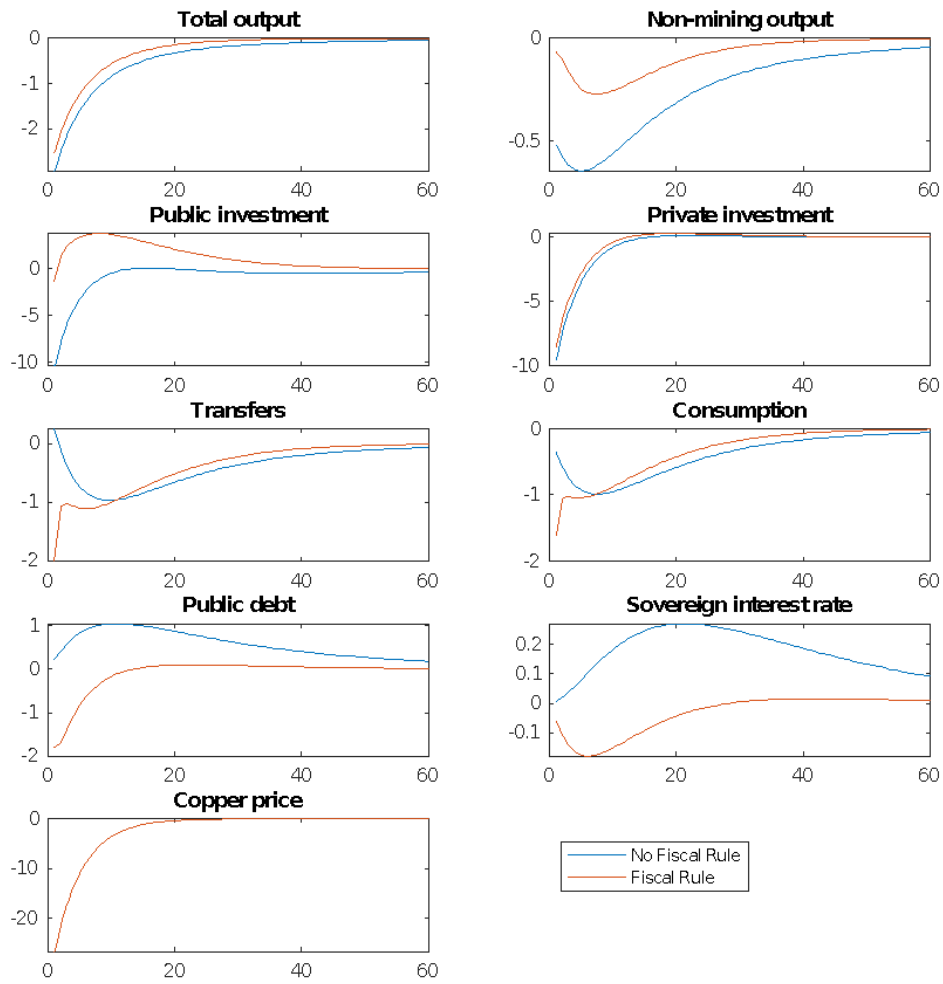 Total output
0
-1
-2
0 20 40 60
Non-mining output
0
-0.5
0 20 40 60
Public investment
0
-5
-10
0 20 40 60
Private investment
0
-5
-10
0 20 40 60
Transfers
0
-1
-2
0 20 40 60
Consumption
0
-1
-2
0 20 40 60
Public debt
1
0
-1
-2
0 20 40 60
Sovereign interest rate
0.2
0.1
0
-0.1
0 20 40 60
Copper price
0
-10
-20
0 20 40 60
No Fiscal Rule
Fiscal Rule